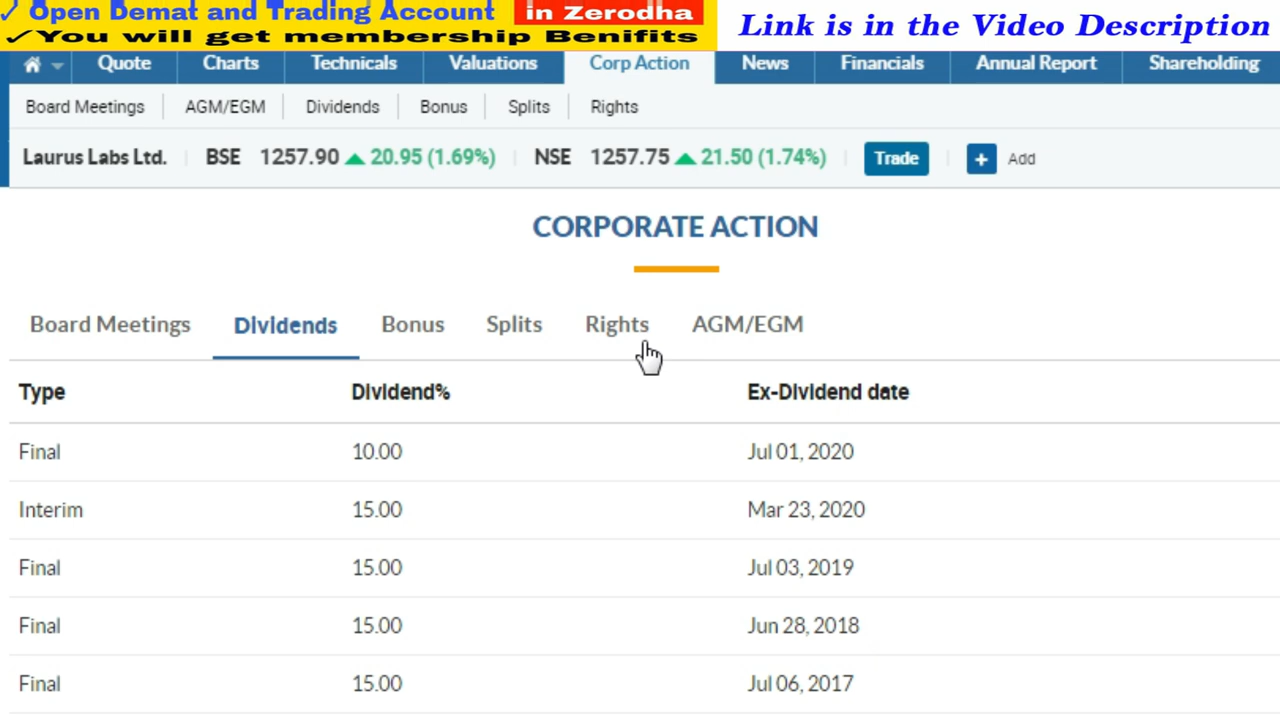 ✓ Open Demat and Trading Account in Zerodha
✓You will get membership Benifits
Link is in the Video Description
Quote Charts Technicals Valuations Corp Action News Financials Annual Report Shareholding
Board Meetings AGM/EGM Dividends Bonus Splits Rights
Laurus Labs Ltd. BSE 1257.90 ▲ 20.95 (1.69%) NSE 1257.75 ▲ 21.50 (1.74%) Trade + Add
CORPORATE ACTION
Board Meetings Dividends Bonus Splits Rights AGM/EGM
Type Dividend% Ex-Dividend date
Final 10.00 Jul 01, 2020
Interim 15.00 Mar 23, 2020
Final 15.00 Jul 03, 2019
Final 15.00 Jun 28, 2018
Final 15.00 Jul 06, 2017